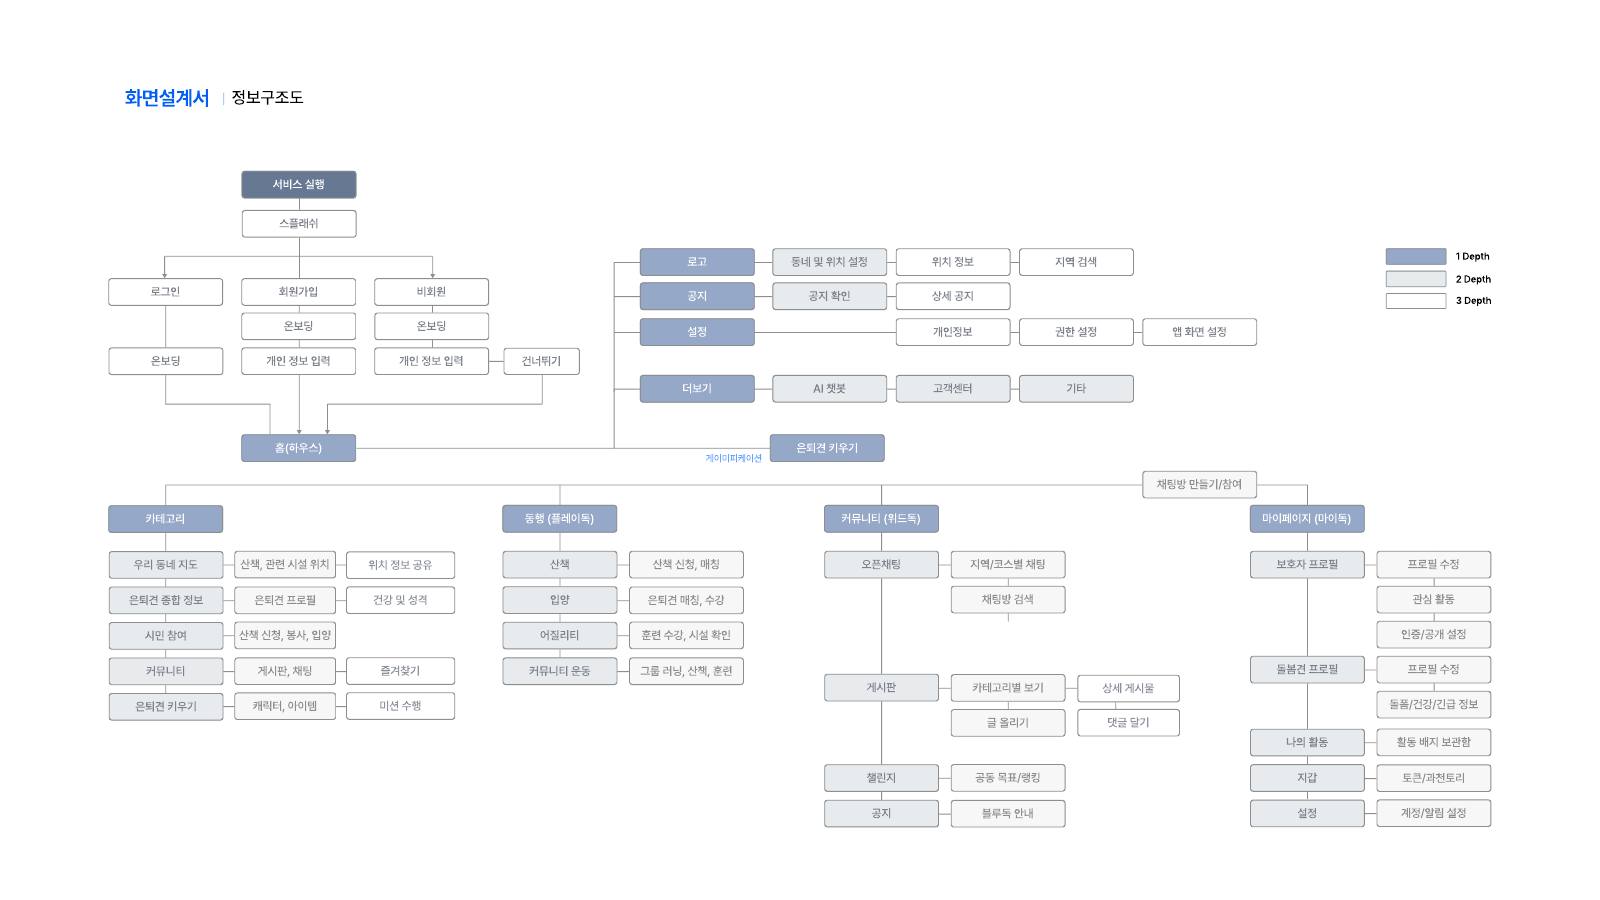 화면설계서 | 정보구조도
서비스 실행
스플래쉬
로그인
회원가입
비회원
온보딩
온보딩
온보딩
개인 정보 입력
개인 정보 입력
건너뛰기
홈(하우스)
로고
동네 및 위치 설정
위치 정보
지역 검색
공지
공지 확인
상세 공지
설정
개인정보
권한 설정
앱 화면 설정
더보기
AI 챗봇
고객센터
기타
게이미피케이션
은퇴견 키우기
1 Depth
2 Depth
3 Depth
채팅방 만들기/참여
카테고리
우리 동네 지도
산책, 관련 시설 위치
위치 정보 공유
은퇴견 종합 정보
은퇴견 프로필
건강 및 성격
시민 참여
산책 신청, 봉사, 입양
커뮤니티
게시판, 채팅
즐겨찾기
은퇴견 키우기
캐릭터, 아이템
미션 수행
동행 (플레이독)
산책
산책 신청, 매칭
입양
은퇴견 매칭, 수강
어질리티
훈련 수강, 시설 확인
커뮤니티 운동
그룹 러닝, 산책, 훈련
커뮤니티 (위드독)
오픈채팅
지역/코스별 채팅
채팅방 검색
게시판
카테고리별 보기
상세 게시물
글 올리기
댓글 달기
챌린지
공동 목표/랭킹
공지
블루독 안내
마이페이지 (마이독)
보호자 프로필
프로필 수정
관심 활동
인증/공개 설정
돌봄견 프로필
프로필 수정
돌품/건강/긴급 정보
나의 활동
활동 배지 보관함
지갑
토큰/과천토리
설정
계정/알림 설정